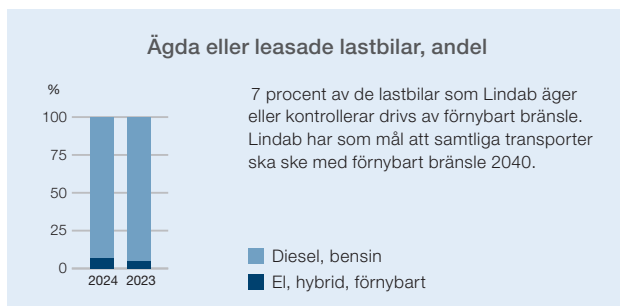 Ägda eller leasade lastbilar, andel
%
100
75
50
25
0
2024 2023
7 procent av de lastbilar som Lindab äger
eller kontrollerar drivs av förnybart bränsle.
Lindab har som mål att samtliga transporter
ska ske med förnybart bränsle 2040.
Diesel, bensin
El, hybrid, förnybart